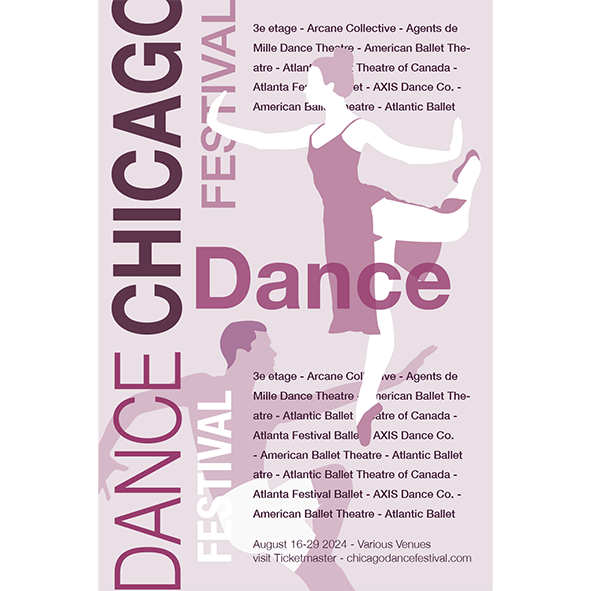 DANCE CHICAGO
FESTIVAL
3e etage - Arcane Collective - Agents de
Mille Dance Theatre - American Ballet The-
atre - Theatre of Canada -
Atlanta - AXIS Dance Co. -
American Theatre - Atlantic Ballet
Dance
FESTIVAL
3e etage - Arcane Collective - Agents de
Mille Dance Theatre - American Ballet The-
atre - Atlantic Ballet Theatre of Canada -
Atlanta Festival Ballet - AXIS Dance Co.
- American Ballet Theatre - Atlantic Ballet
atre - Atlantic Ballet Theatre of Canada -
Atlanta Festival Ballet - AXIS Dance Co. -
American Ballet Theatre - Atlantic Ballet
August 16-29 2024 - Various Venues
visit Ticketmaster - chicagodancefestival.com